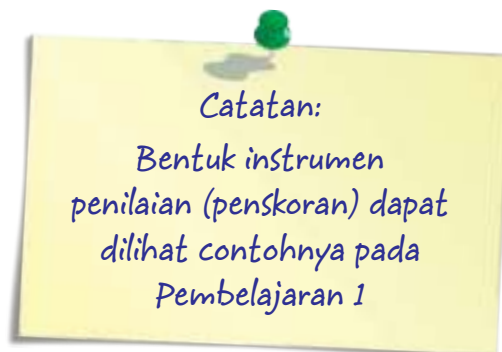 Catatan:
Bentuk instrumen
penilaian (penskoran) dapat
dilihat contohnya pada
Pembelajaran 1